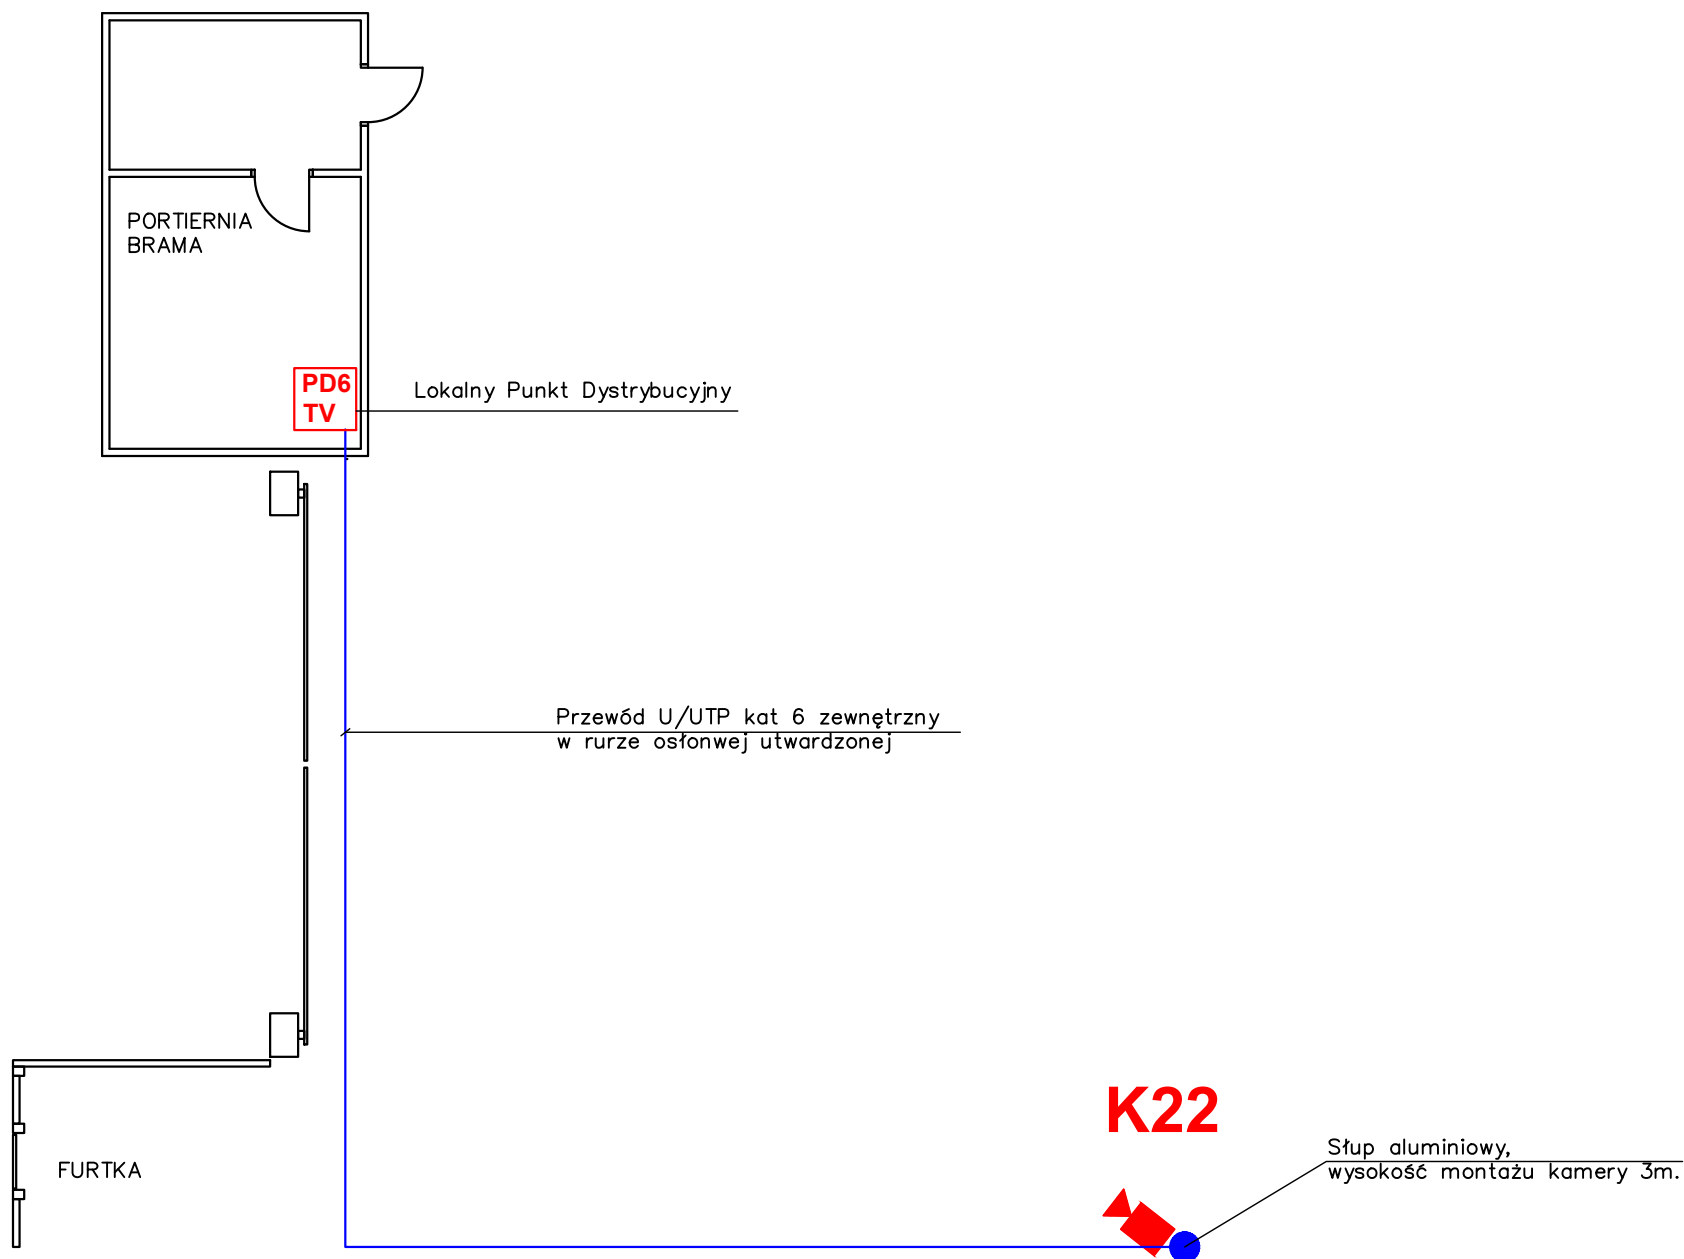 PORTIERNIA
BRAMA
PD6
TV
Lokalny Punkt Dystrybucyjny
Przewód U/UTP kat 6 zewnętrzny
w rurze osłonwej utwardzonej
K22
Słup aluminiowy,
wysokość montażu kamery 3m.
FURTKA